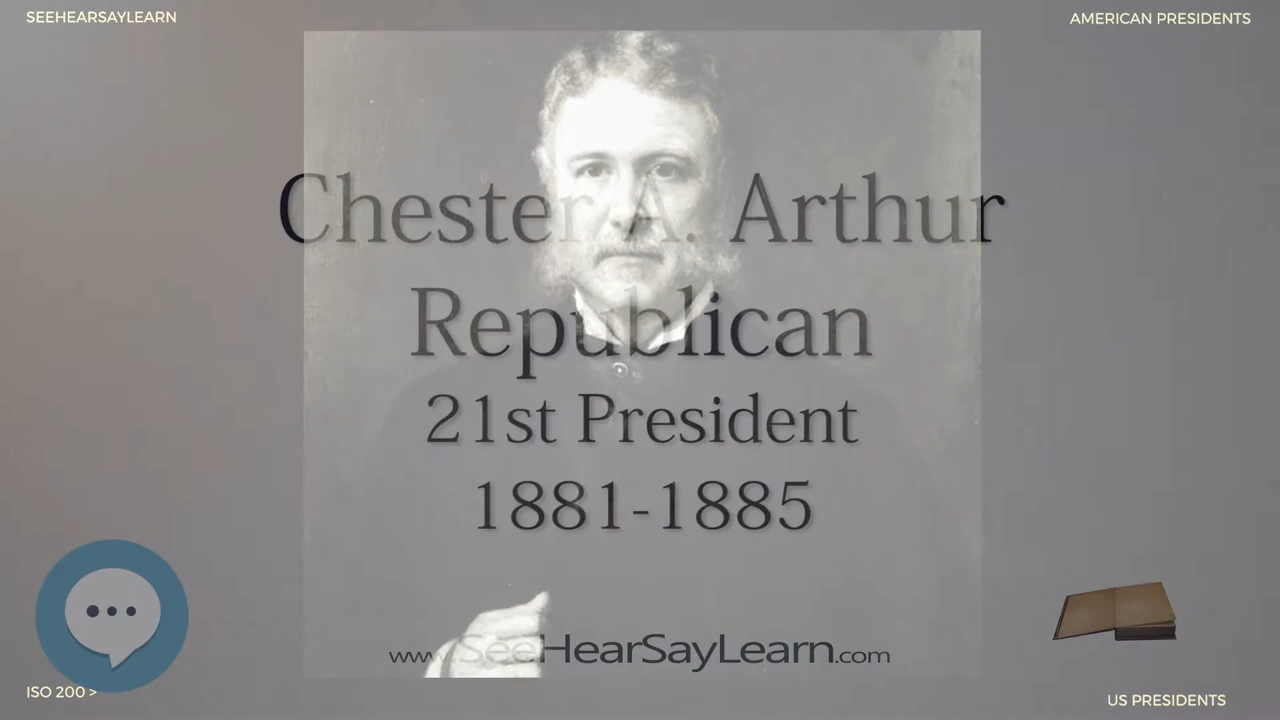 SEEHEARSAYLEARN
AMERICAN PRESIDENTS
Chester A. Arthur
Republican
21st President
1881-1885
www.SeeHearSayLearn.com
ISO 200 >
US PRESIDENTS